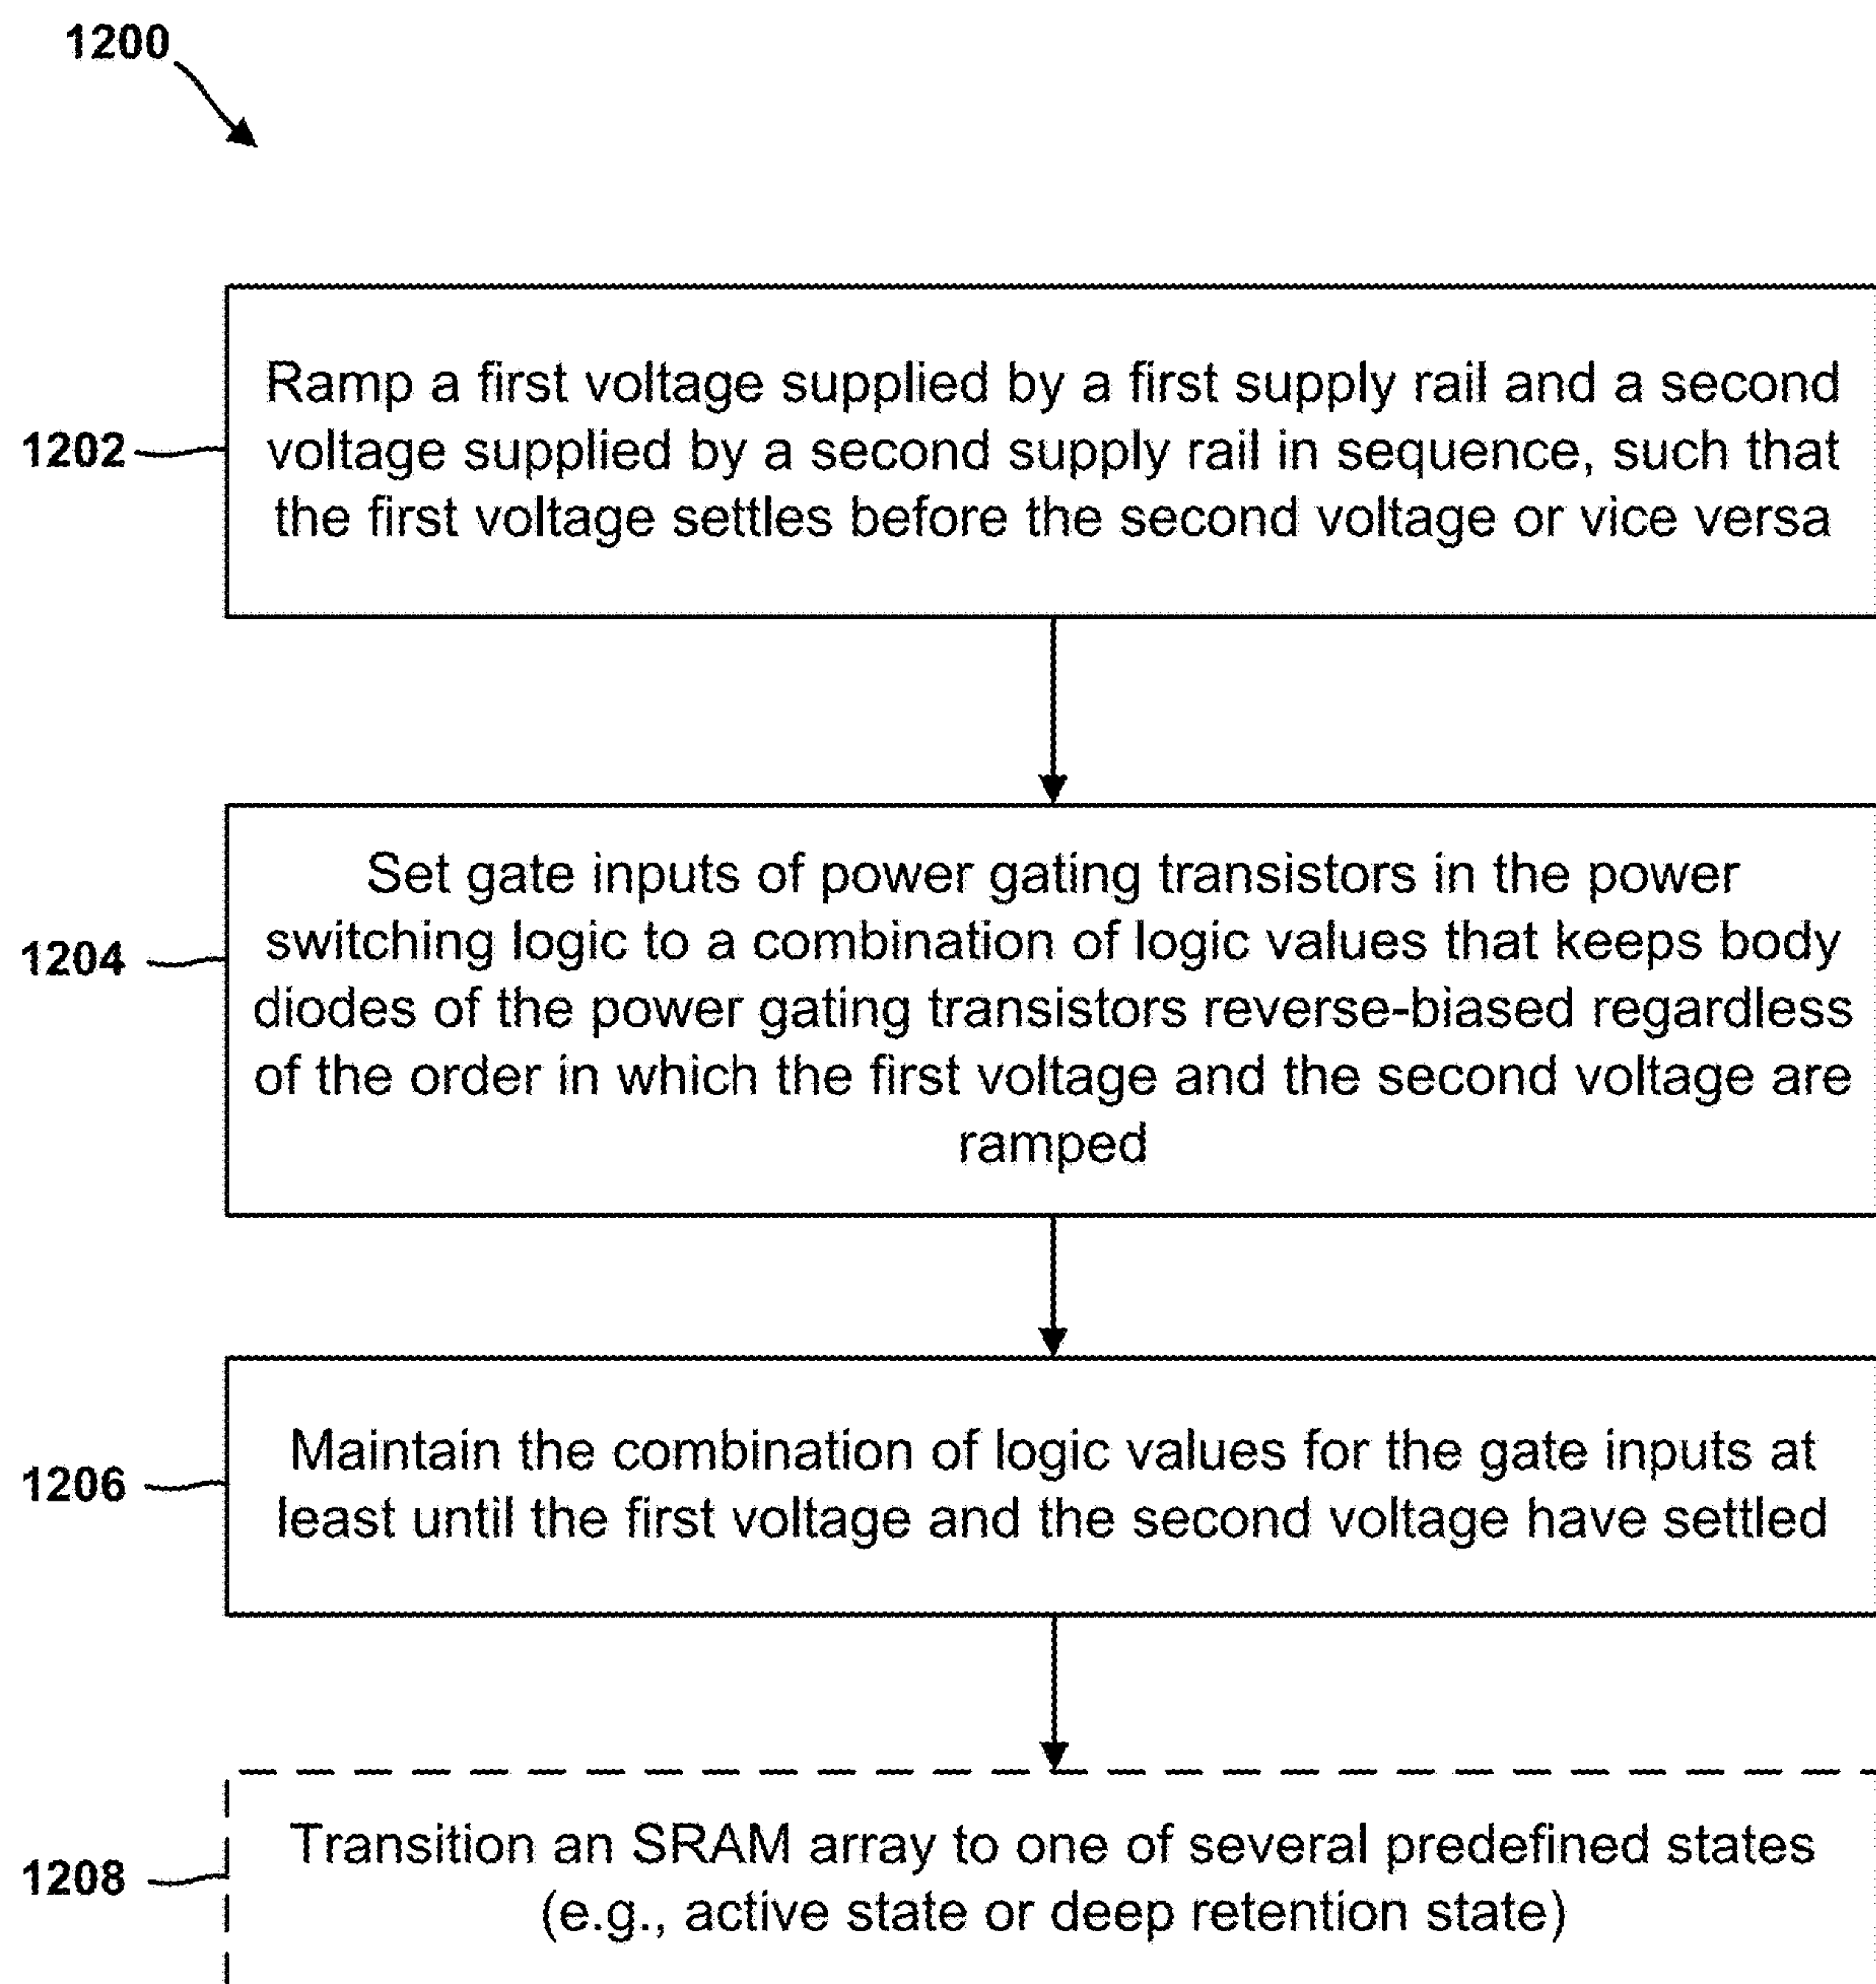 1200
Ramp a first voltage supplied by a first supply rail and a second
1202
voltage supplied by a second supply rail in sequence, such that
the first voltage settles before the second voltage or vice versa
Set gate inputs of power gating transistors in the power
1204
switching logic to a combination of logic values that keeps body
diodes of the power gating transistors reverse-biased regardless
of the order in which the first voltage and the second voltage are
ramped
Maintain the combination of logic values for the gate inputs at
1206
least until the first voltage and the second voltage have settled
Transition an SRAM array to one of several predefined states
1208
(e.g., active state or deep retention state)